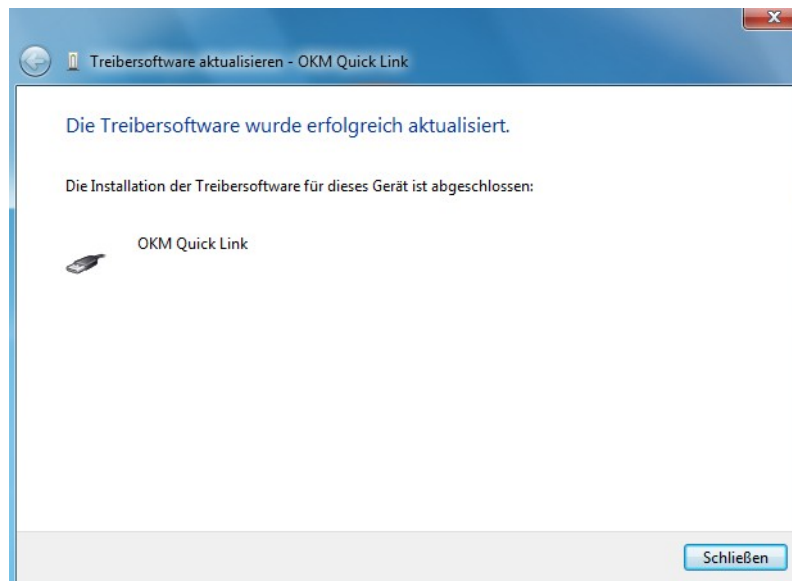 Treibersoftware aktualisieren - OKM Quick Link
Die Treibersoftware wurde erfolgreich aktualisiert.
Die Installation der Treibersoftware für dieses Gerät ist abgeschlossen:
OKM Quick Link
Schließen